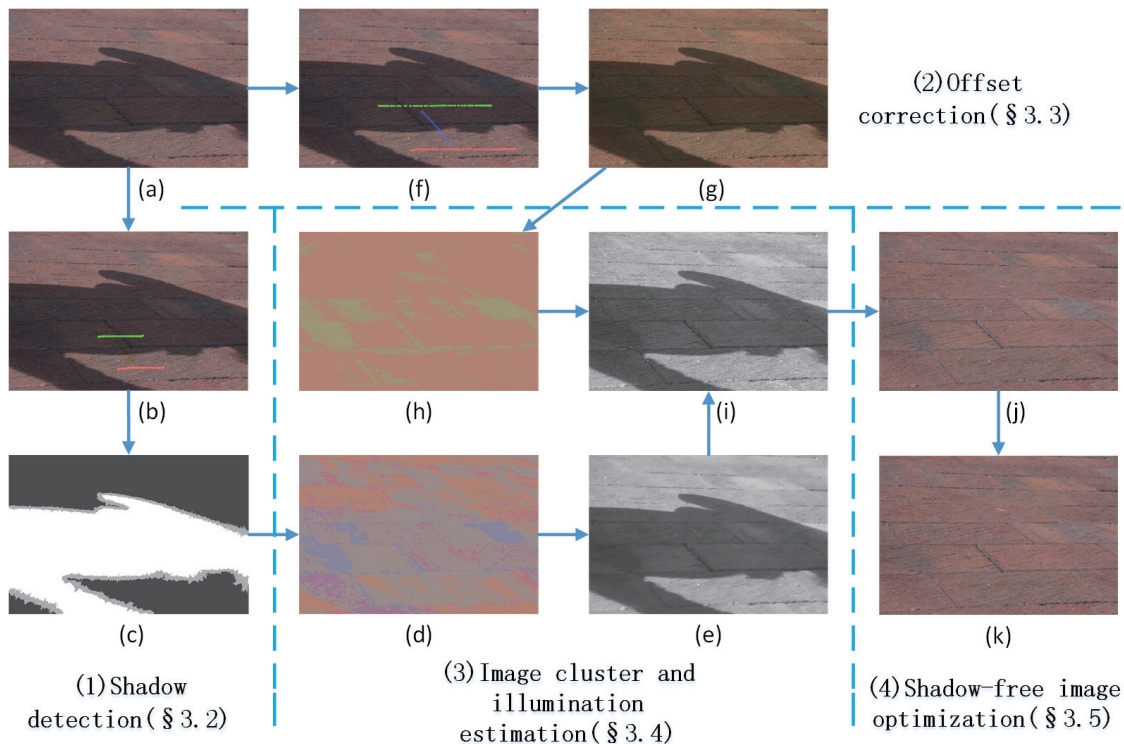 (2)Offset
correction(§3.3)
(a)
(f)
(g)
(b)
(h)
(i)
(j)
(c)
(d)
(e)
(k)
(1)Shadow
detection(§3.2)
(3)Image cluster and
illumination
estimation(§3.4)
(4)Shadow-free image
optimization(§3.5)